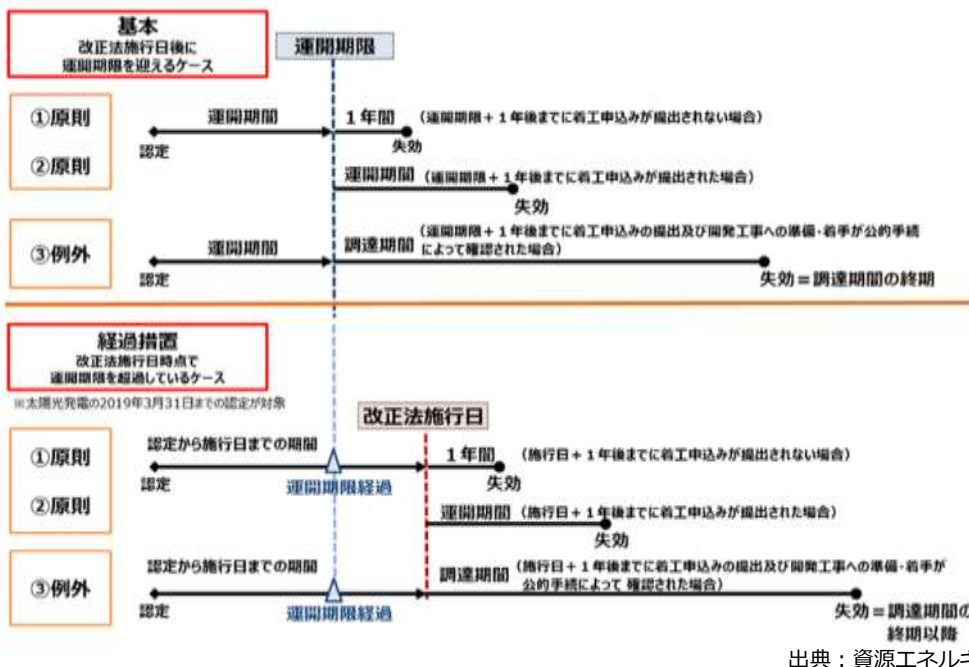 基本
改正法施行日後に
運開期限を迎えるケース
運開期限
①原則
運開期間
1年間
(運開期限+1年後までに着工申込みが提出されない場合)
認定
失効
②原則
運開期間
(運開期限+1年後までに着工申込みが提出された場合)
失効
③例外
運開期間
調達期間
(運開期限+1年後までに着工申込みの提出及び開発工事への準備・着手が公的手続
によって確認された場合)
認定
失効=調達期間の終期
経過措置
改正法施行日時点で
運開期限を超過しているケース
※太陽光発電の2019年3月31日までの認定が対象
改正法施行日
①原則
認定から施行日までの期間
1年間
(施行日+1年後までに着工申込みが提出されない場合)
認定
運開期限経過
失効
②原則
運開期間
(施行日+1年後までに着工申込みが提出された場合)
失効
③例外
認定から施行日までの期間
調達期間
(施行日+1年後までに着工申込みの提出及び開発工事への準備・着手が
公的手続によって 確認された場合)
認定
運開期限経過
失効=調達期間の
終期以降
出典:資源エネルギ